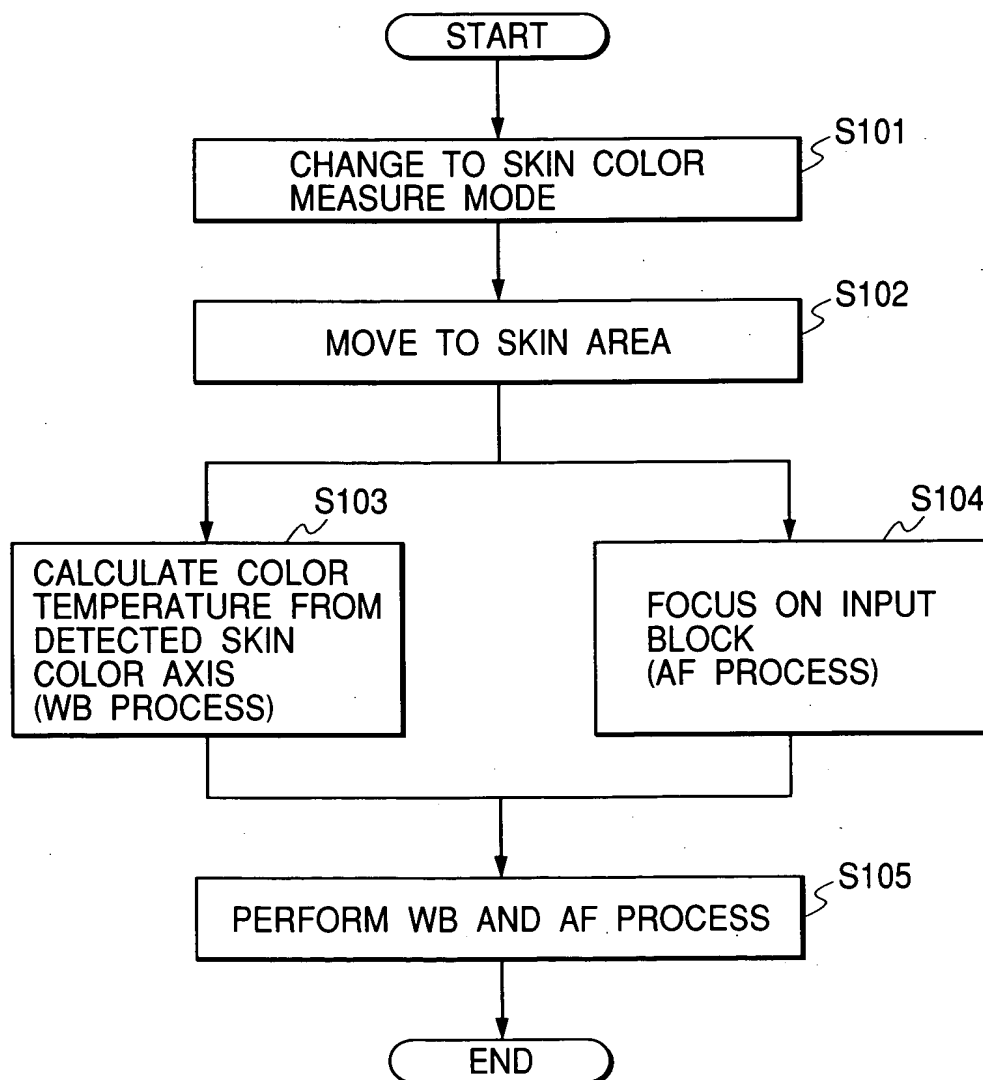 START
S101
CHANGE TO SKIN COLOR
MEASURE MODE
S102
MOVE TO SKIN AREA
S103
CALCULATE COLOR
TEMPERATURE FROM
DETECTED SKIN
COLOR AXIS
(WB PROCESS)
S104
FOCUS ON INPUT
BLOCK
(AF PROCESS)
S105
PERFORM WB AND AF PROCESS
END